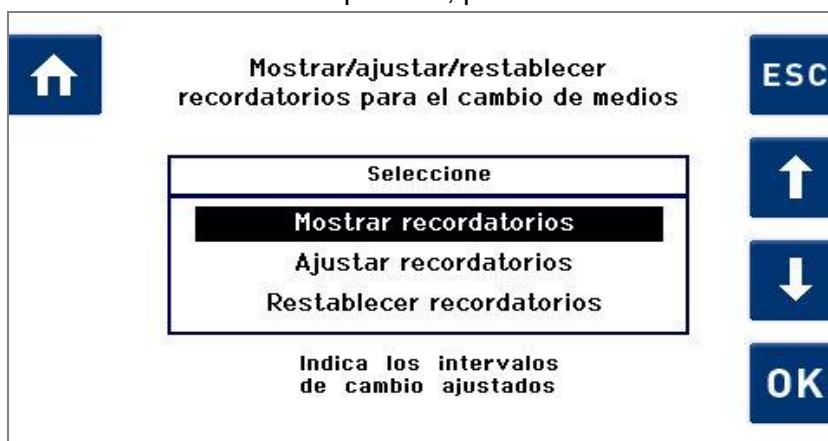 Mostrar/ajustar/restablecer
recordatorios para el cambio de medios
ESC
Seleccione
Mostrar recordatorios
Ajustar recordatorios
Restablecer recordatorios
Indica los intervalos
de cambio ajustados
OK